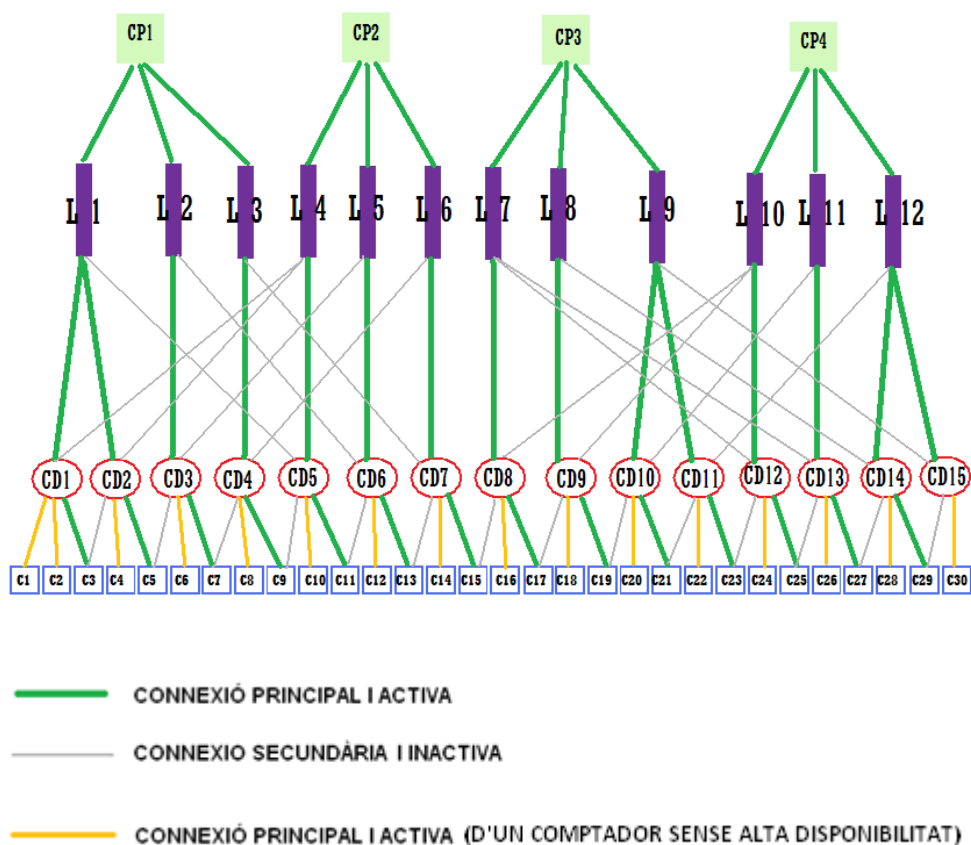 CP1 CP2 CP3 CP4
L 1 L 2 L 3 L 4 L 5 L 6 L 7 L 8 L 9 L 10 L 11 L 12
CD1 CD2 CD3 CD4 CD5 CD6 CD7 CD8 CD9 CD10 CD11 CD12 CD13 CD14 CD15
C1 C2 C3 C4 C5 C6 C7 C8 C9 C10 C11 C12 C13 C14 C15 C16 C17 C18 C19 C20 C21 C22 C23 C24 C25 C26 C27 C28 C29 C30
CONNEXIÓ PRINCIPAL I ACTIVA
CONNEXIO SECUNDÀRIA I INACTIVA
CONNEXIÓ PRINCIPAL I ACTIVA (D'UN COMPTADOR SENSE ALTA DISPONIBILITAT)